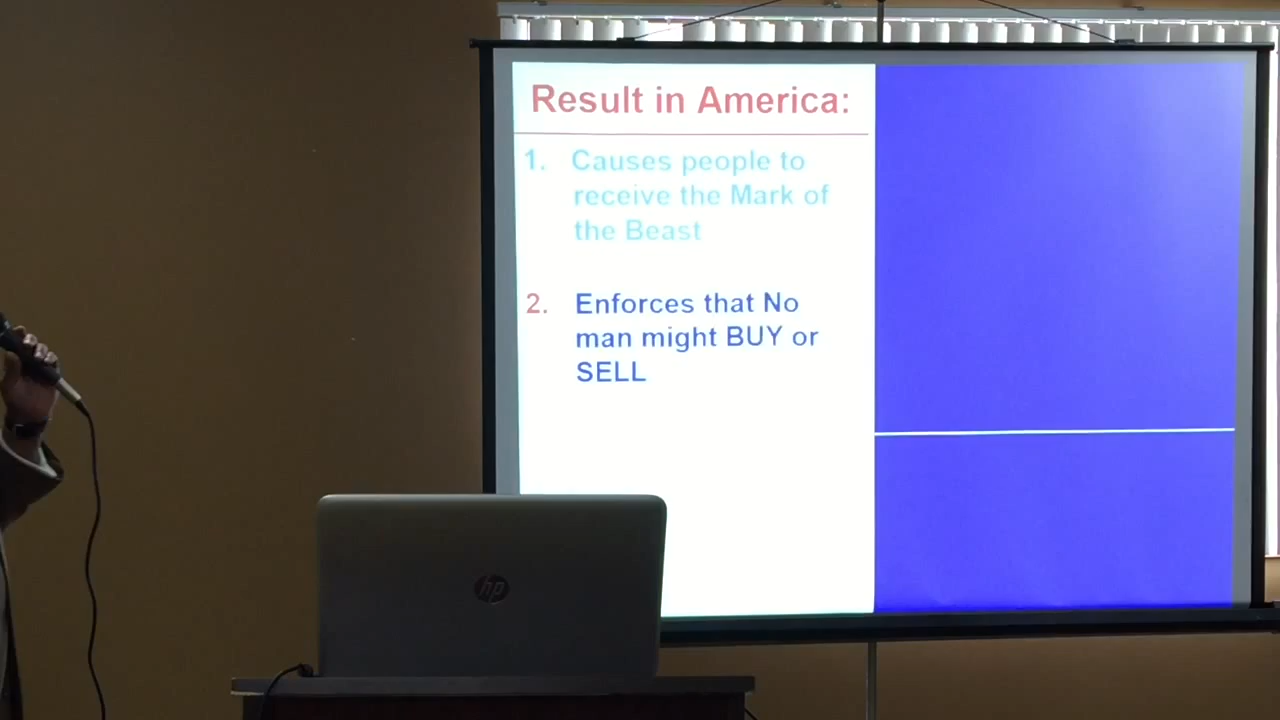 Result in America:
1. Causes people to
receive the Mark of
the Beast
2. Enforces that No
man might BUY or
SELL
hp